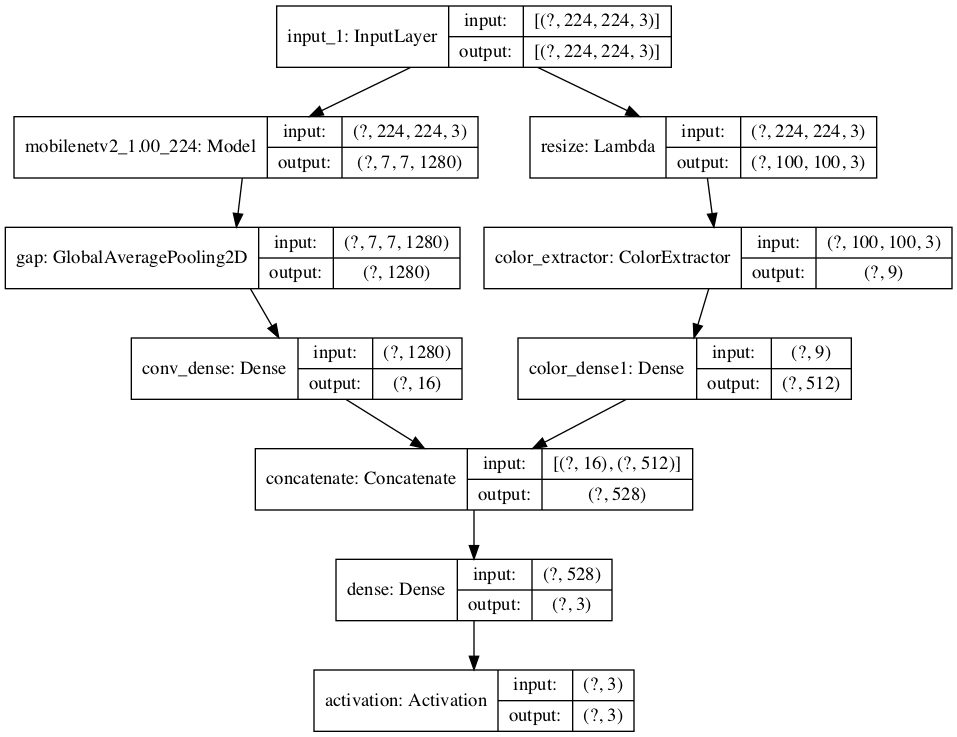 input_1: InputLayer
input: [(?, 224, 224, 3)]
output: [(?, 224, 224, 3)]
mobilenetv2_1.00_224: Model
input: (?, 224, 224, 3)
output: (?, 7, 7, 1280)
resize: Lambda
input: (?, 224, 224, 3)
output: (?, 100, 100, 3)
gap: GlobalAveragePooling2D
input: (?, 7, 7, 1280)
output: (?, 1280)
color_extractor: ColorExtractor
input: (?, 100, 100, 3)
output: (?, 9)
conv_dense: Dense
input: (?, 1280)
output: (?, 16)
color_dense1: Dense
input: (?, 9)
output: (?, 512)
concatenate: Concatenate
input: [(?, 16), (?, 512)]
output: (?, 528)
dense: Dense
input: (?, 528)
output: (?, 3)
activation: Activation
input: (?, 3)
output: (?, 3)